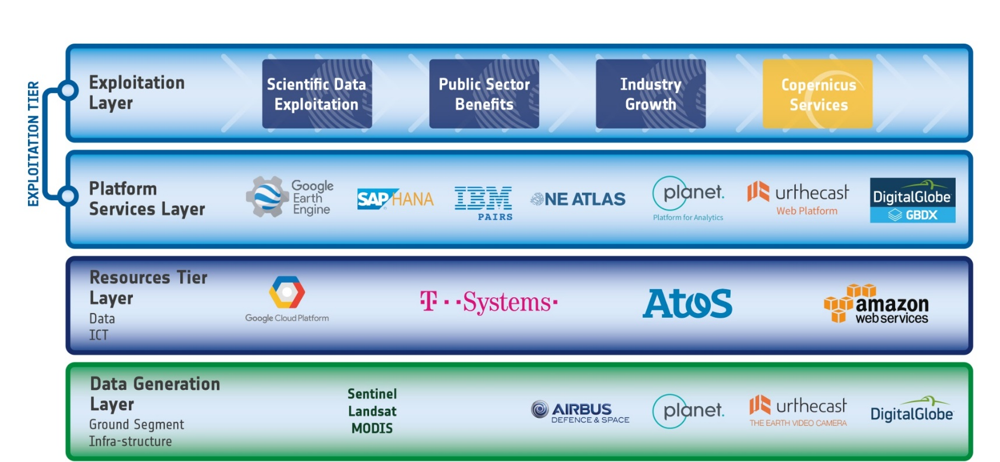 EXPLOITATION TIER
Exploitation
Layer
Scientific Data
Exploitation
Public Sector
Benefits
Industry
Growth
Copernicus
Services
Platform
Services Layer
Google
Earth
Engine
SAP HANA
IBM
PAIRS
ONE ATLAS
planet.
Platform for Analytics
urthecast
Web Platform
DigitalGlobe
GBDX
Resources Tier
Layer
Data
ICT
Google Cloud Platform
T··Systems·
Atos
amazon
webservices
Data Generation
Layer
Ground Segment
Infra-structure
Sentinel
Landsat
MODIS
AIRBUS
DEFENCE & SPACE
planet.
urthecast
THE EARTH VIDEO CAMERA
DigitalGlobe